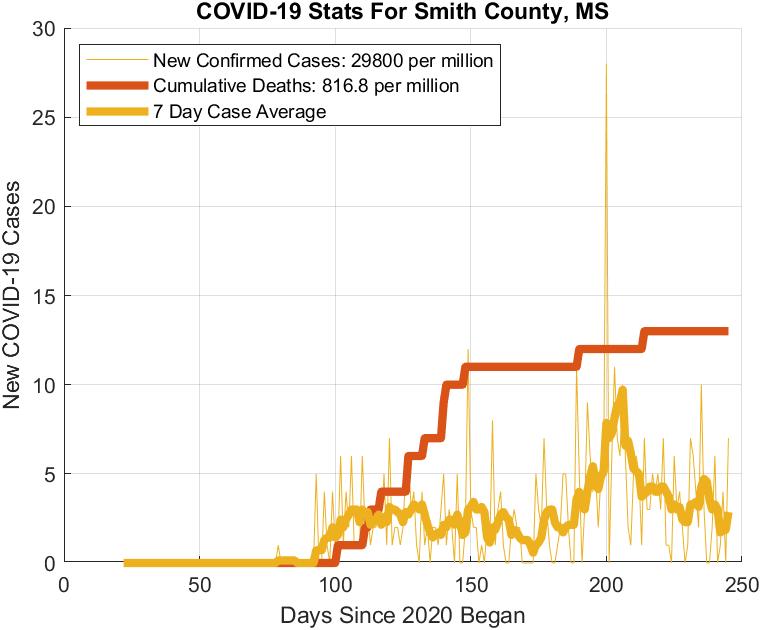 COVID-19 Stats For Smith County, MS
30
New Confirmed Cases: 29800 per million
Cumulative Deaths: 816.8 per million
7 Day Case Average
25
20
15
10
5
0
New COVID-19 Cases
0 50 100 150 200 250
Days Since 2020 Began